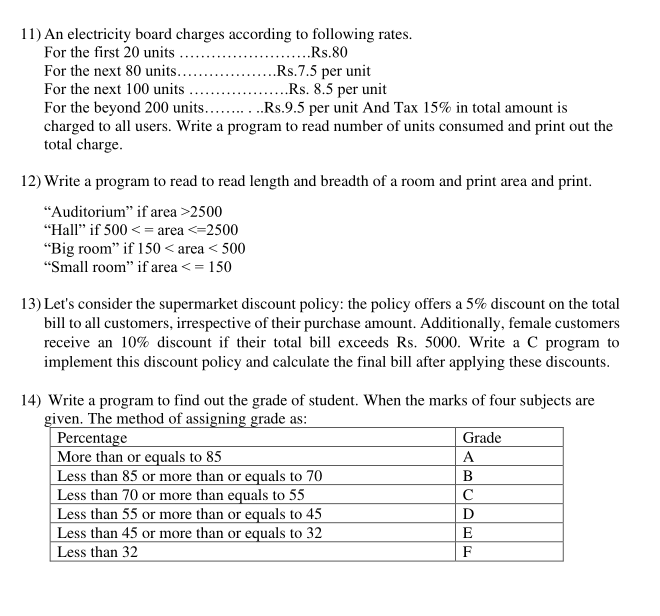 11) An electricity board charges according to following rates.
For the first 20 units ……………………..Rs.80
For the next 80 units……………….Rs.7.5 per unit
For the next 100 units ………………..Rs. 8.5 per unit
For the beyond 200 units…….. . ..Rs.9.5 per unit And Tax 15% in total amount is
charged to all users. Write a program to read number of units consumed and print out the
total charge.
12) Write a program to read to read length and breadth of a room and print area and print.
“Auditorium” if area >2500
“Hall” if 500 < = area <=2500
“Big room” if 150 < area < 500
“Small room” if area < = 150
13) Let's consider the supermarket discount policy: the policy offers a 5% discount on the total
bill to all customers, irrespective of their purchase amount. Additionally, female customers
receive an 10% discount if their total bill exceeds Rs. 5000. Write a C program to
implement this discount policy and calculate the final bill after applying these discounts.
14) Write a program to find out the grade of student. When the marks of four subjects are
given. The method of assigning grade as:
Percentage Grade
More than or equals to 85 A
Less than 85 or more than or equals to 70 B
Less than 70 or more than equals to 55 C
Less than 55 or more than or equals to 45 D
Less than 45 or more than or equals to 32 E
Less than 32 F